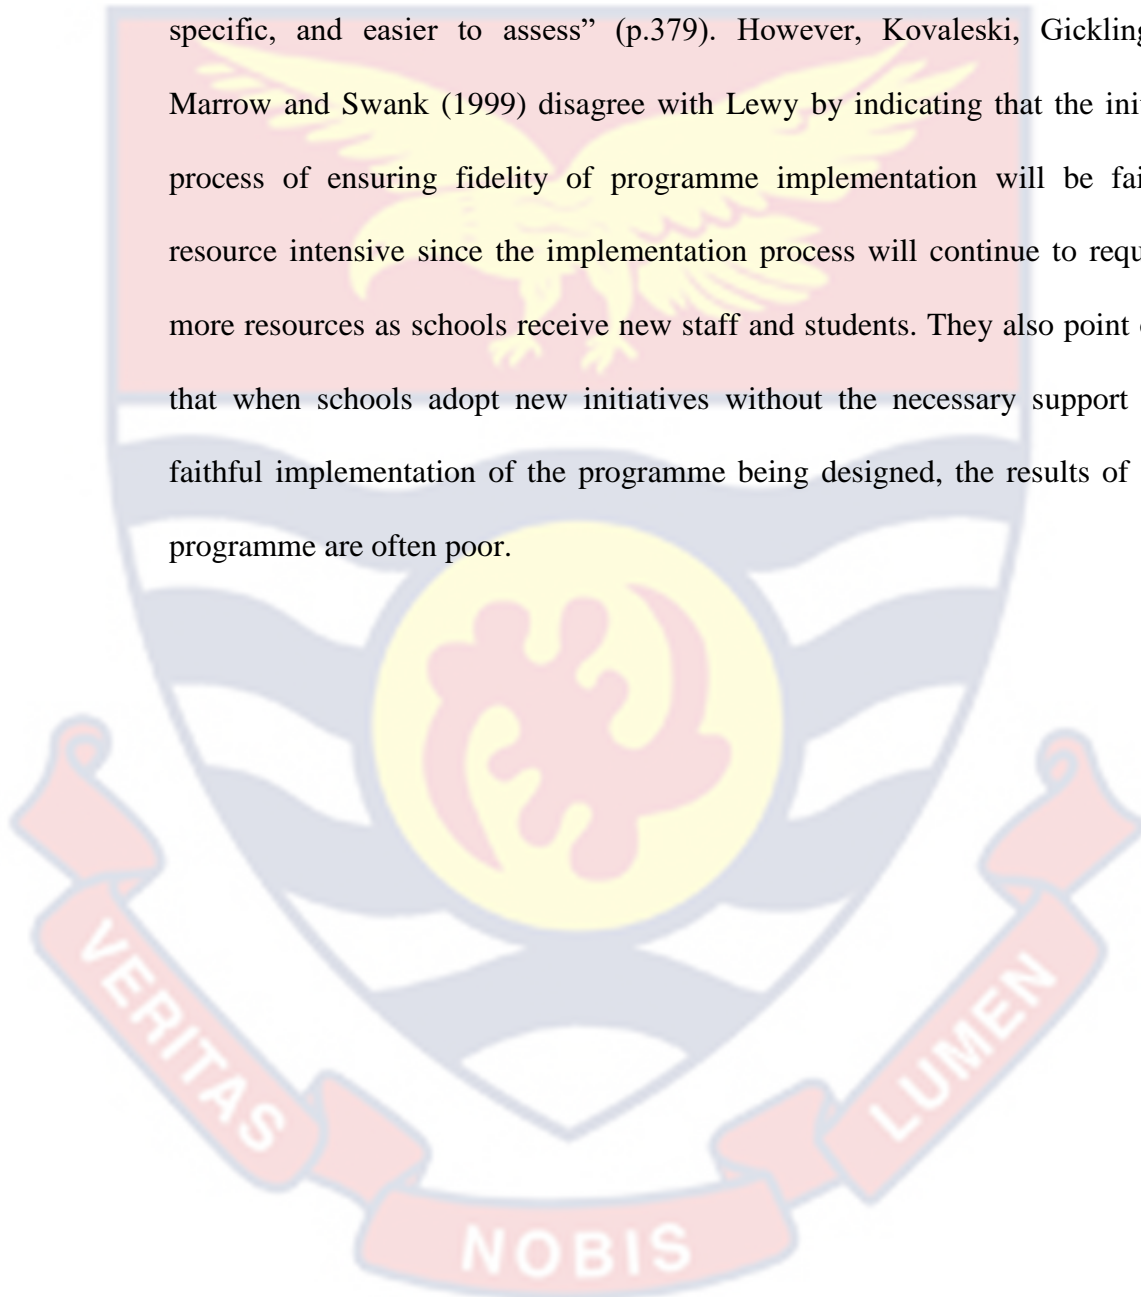 specific, and easier to assess” (p.379). However, Kovaleski, Gickling
Marrow and Swank (1999) disagree with Lewy by indicating that the
process of ensuring fidelity of programme implementation will be
resource intensive since the implementation process will continue to
more resources as schools receive new staff and students. They also point
that when schools adopt new initiatives without the necessary support
faithful implementation of the programme being designed, the results of
programme are often poor.
VERITAS
NOBIS
LUMEN